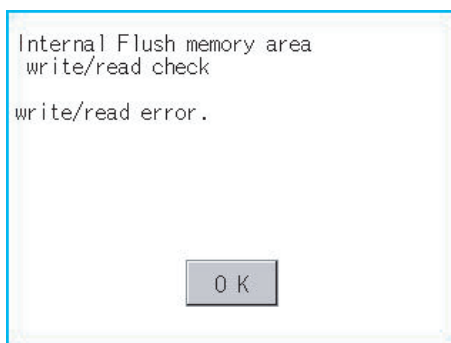 Internal Flush memory area
write/read check
write/read error.
OK